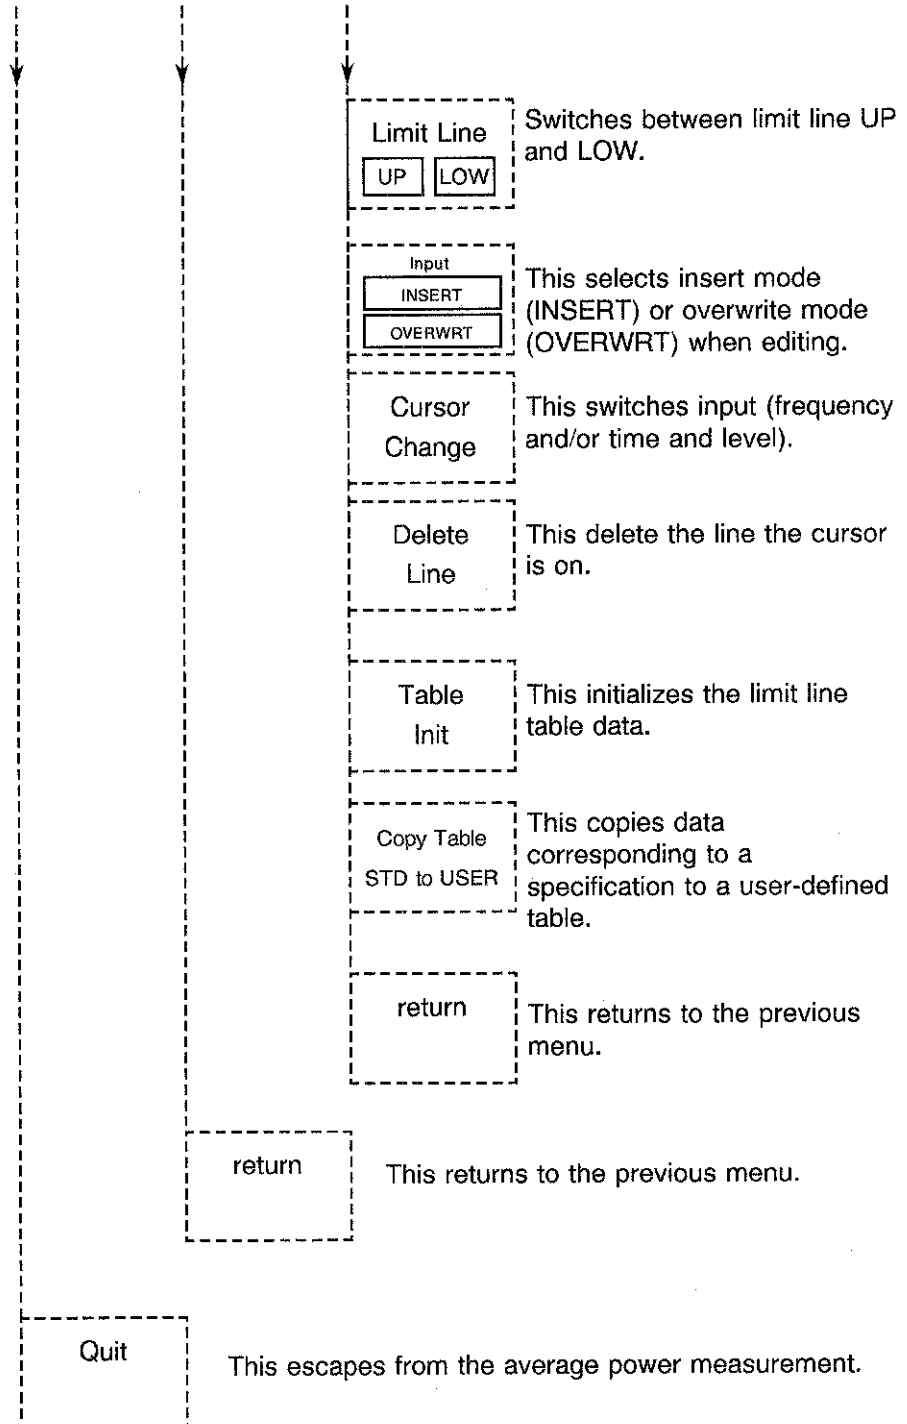 Limit Line
UP LOW
Switches between limit line UP
and LOW.
Input
INSERT
OVERWRT
This selects insert mode
(INSERT) or overwrite mode
(OVERWRT) when editing.
Cursor
Change
This switches input (frequency
and/or time and level).
Delete
Line
This delete the line the cursor
is on.
Table
Init
This initializes the limit line
table data.
Copy Table
STD to USER
This copies data
corresponding to a
specification to a user-defined
table.
return
This returns to the previous
menu.
return
This returns to the previous menu.
Quit
This escapes from the average power measurement.